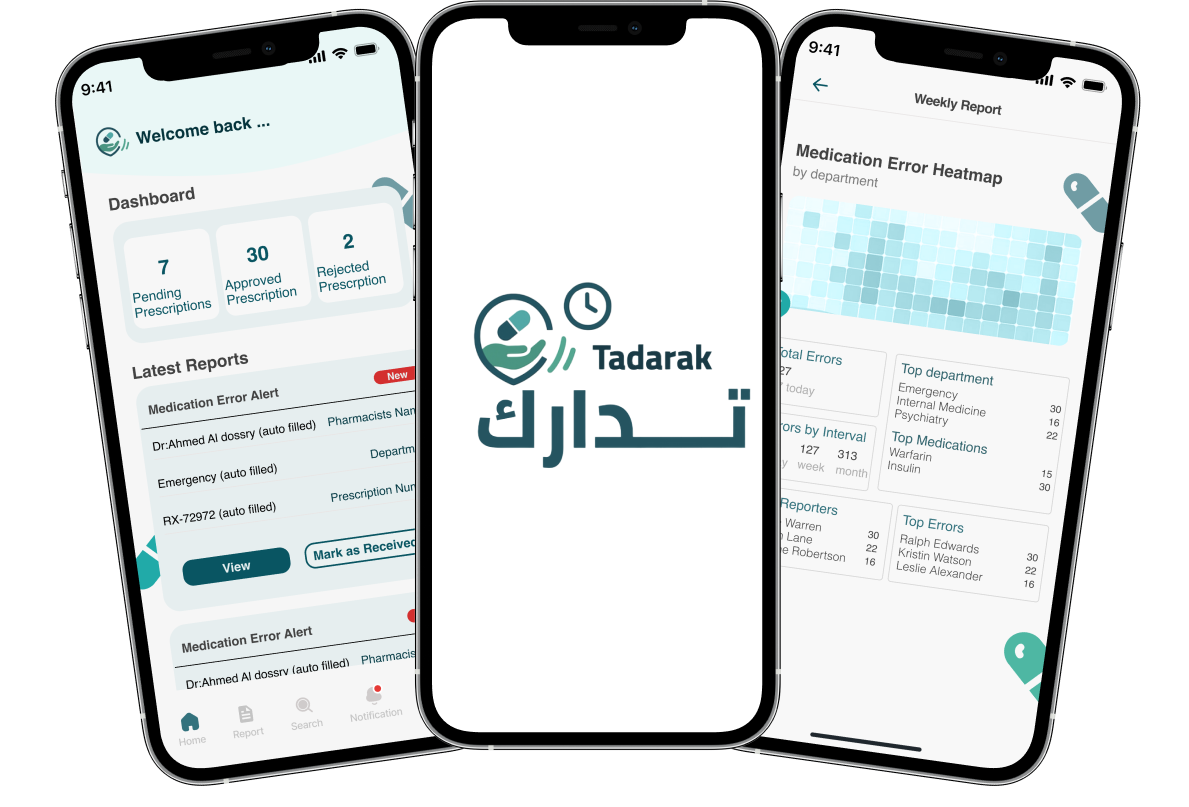 9:41
Welcome back ...
Dashboard
7
Pending
Prescriptions
30
Approved
Prescription
2
Rejected
Prescrption
Latest Reports
New
Medication Error Alert
Dr:Ahmed Al dossry (auto filled)
Pharmacists
Emergency (auto filled)
RX-72972 (auto filled)
Prescription
View
Mark as Received
Medication Error Alert
Dr:Ahmed Al dossry (auto filled)
Home
Report
Search
Notification
Tadarak
تـــدارك
9:41
Weekly Report
Medication Error Heatmap
by department
Errors
today
by Interval
127
week
313
month
Top department
Emergency 30
Internal Medicine 16
Psychiatry 22
Top Medications
Warfarin 15
Insulin 30
Reporters
Warren 30
Lane 22
Robertson 16
Top Errors
Ralph Edwards 30
Kristin Watson 22
Leslie Alexander 16